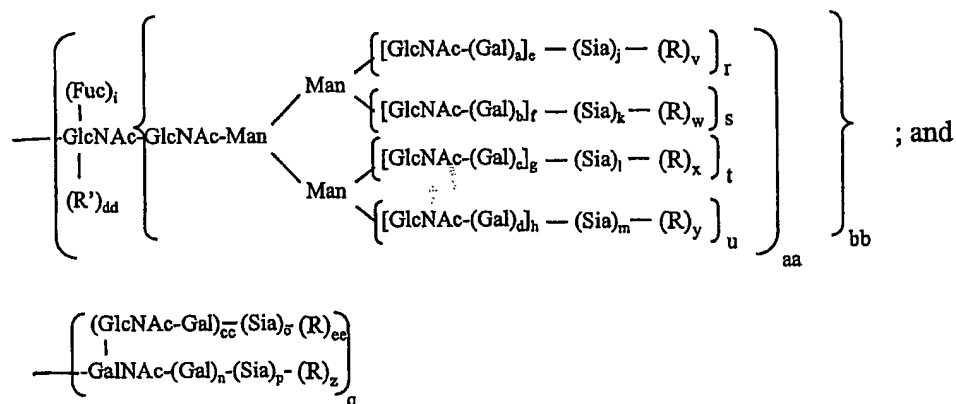 [GlcNAc-(Gal)a]e — (Sia)j — (R)v r
Man
(Fuc)i
[GlcNAc-(Gal)b]f — (Sia)k — (R)w s
GlcNAc-GlcNAc-Man ; and
[GlcNAc-(Gal)c]g — (Sia)l — (R)x t
Man
(R')dd
[GlcNAc-(Gal)d]h — (Sia)m — (R)y u
bb
aa
(GlcNAc-Gal)cc-(Sia)o-(R)ee
GalNAc-(Gal)n-(Sia)p-(R)z
q